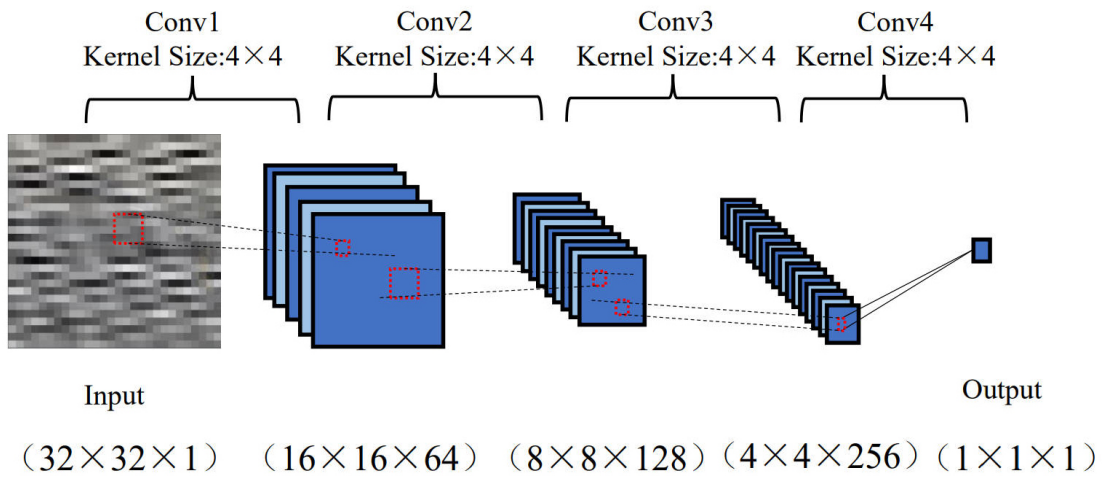 Conv1
Kernel Size:4×4
Conv2
Kernel Size:4×4
Conv3
Kernel Size:4×4
Conv4
Kernel Size:4×4
Input
Output
（32×32×1）
（16×16×64）
（8×8×128）
（4×4×256）
（1×1×1）